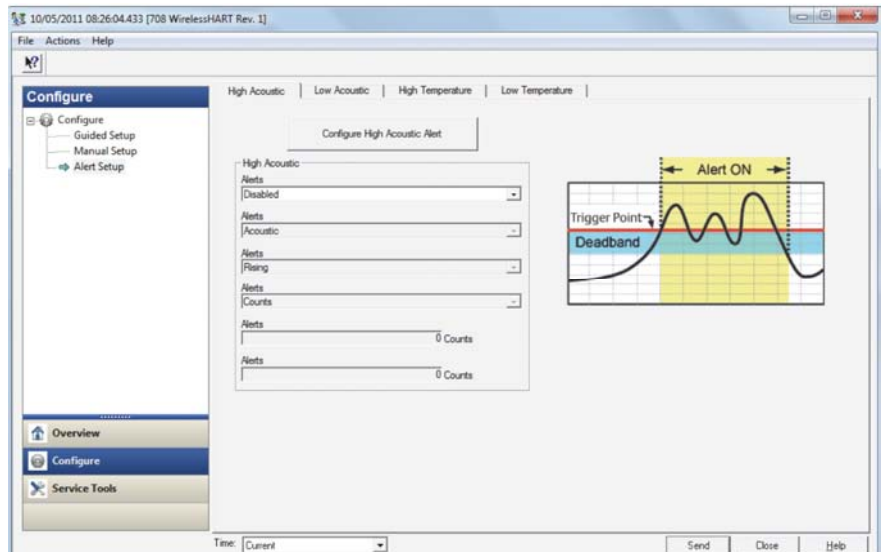 10/05/2011 08:26:04.433 [708 WirelessHART Rev. 1]
File Actions Help
Configure
Configure
Guided Setup
Manual Setup
Alert Setup
Overview
Configure
Service Tools
High Acoustic | Low Acoustic | High Temperature | Low Temperature |
Configure High Acoustic Alert
High Acoustic
Alerts
Disabled
Alerts
Acoustic
Alerts
Rising
Alerts
Counts
Alerts
0 Counts
Alerts
0 Counts
Alert ON
Trigger Point
Deadband
Time: Current
Send Close Help